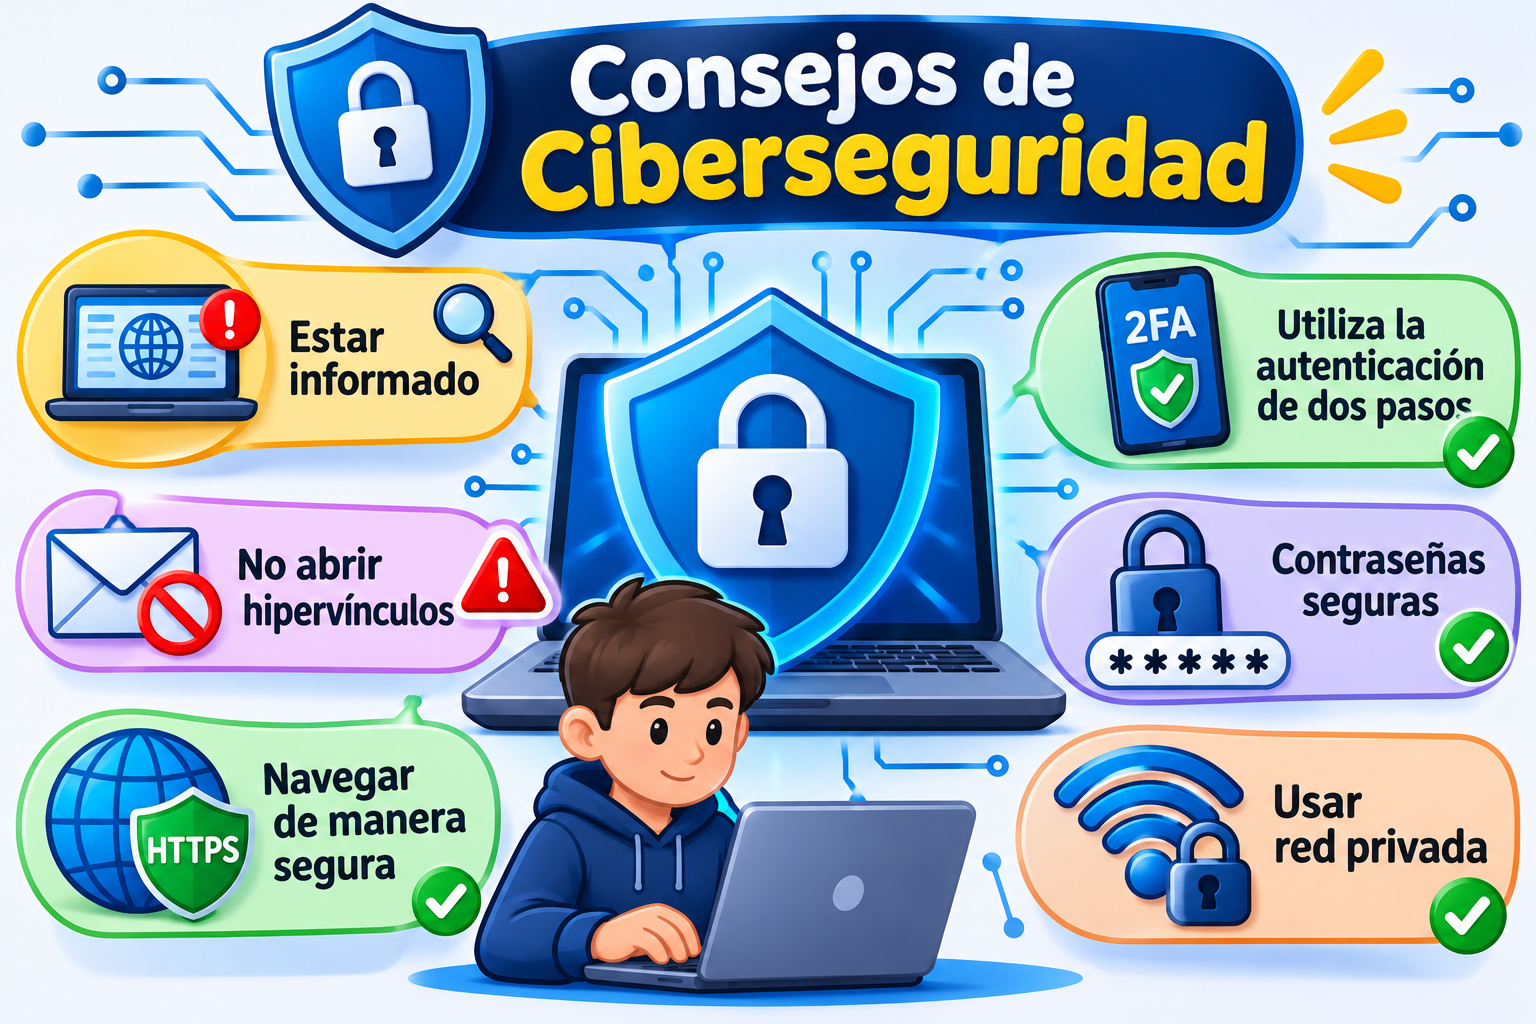 Consejos de
Ciberseguridad
Estar
informado
No abrir
hipervínculos
Navegar
de manera
segura
HTTPS
2FA
Utiliza la
autenticación
de dos pasos
Contraseñas
seguras
*****
Usar
red privada